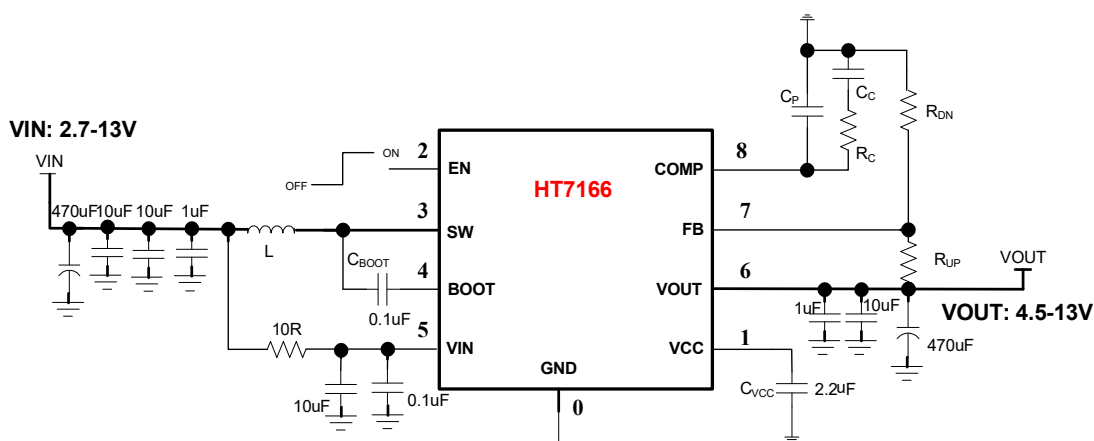 VIN: 2.7-13V
VIN
470uF
10uF
10uF
1uF
OFF
ON
L
CBOOT
0.1uF
10R
10uF
0.1uF
2
3
4
5
EN
SW
BOOT
VIN
HT7166
GND
0
COMP
FB
VOUT
VCC
8
7
6
1
CP
CC
RC
RDN
RUP
VOUT
VOUT: 4.5-13V
1uF
10uF
470uF
CVCC
2.2uF